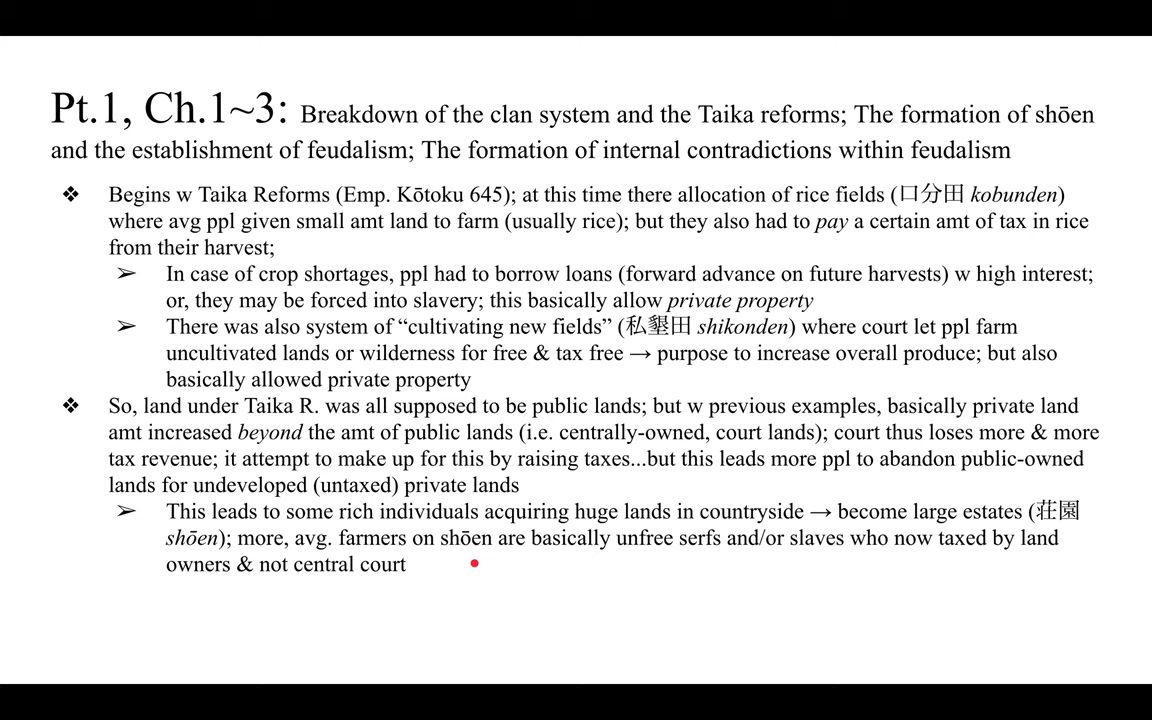 Pt.1, Ch.1~3: Breakdown of the clan system and the Taika reforms; The formation of shōen
and the establishment of feudalism; The formation of internal contradictions within feudalism
❖ Begins w Taika Reforms (Emp. Kōtoku 645); at this time there allocation of rice fields (口分田 kobunden)
where avg ppl given small amt land to farm (usually rice); but they also had to pay a certain amt of tax in rice
from their harvest;
➢ In case of crop shortages, ppl had to borrow loans (forward advance on future harvests) w high interest;
or, they may be forced into slavery; this basically allow private property
➢ There was also system of “cultivating new fields” (私墾田 shikonden) where court let ppl farm
uncultivated lands or wilderness for free & tax free → purpose to increase overall produce; but also
basically allowed private property
❖ So, land under Taika R. was all supposed to be public lands; but w previous examples, basically private land
amt increased beyond the amt of public lands (i.e. centrally-owned, court lands); court thus loses more & more
tax revenue; it attempt to make up for this by raising taxes...but this leads more ppl to abandon public-owned
lands for undeveloped (untaxed) private lands
➢ This leads to some rich individuals acquiring huge lands in countryside → become large estates (荘園
shōen); more, avg. farmers on shōen are basically unfree serfs and/or slaves who now taxed by land
owners & not central court